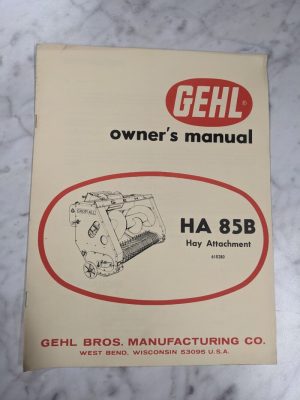 GEHL®
owner's manual
HA 85B
Hay Attachment
GEHL BROS. MANUFACTURING CO.
WEST BEND, WISCONSIN 53095 U.S.A.